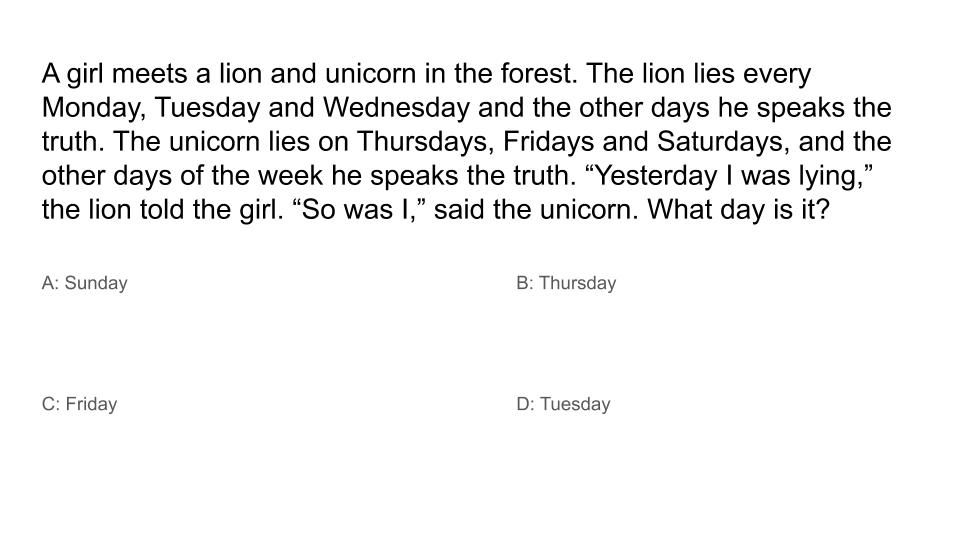 A girl meets a lion and unicorn in the forest. The lion lies every
Monday, Tuesday and Wednesday and the other days he speaks the
truth. The unicorn lies on Thursdays, Fridays and Saturdays, and the
other days of the week he speaks the truth. “Yesterday I was lying,”
the lion told the girl. “So was I,” said the unicorn. What day is it?
A: Sunday
B: Thursday
C: Friday
D: Tuesday